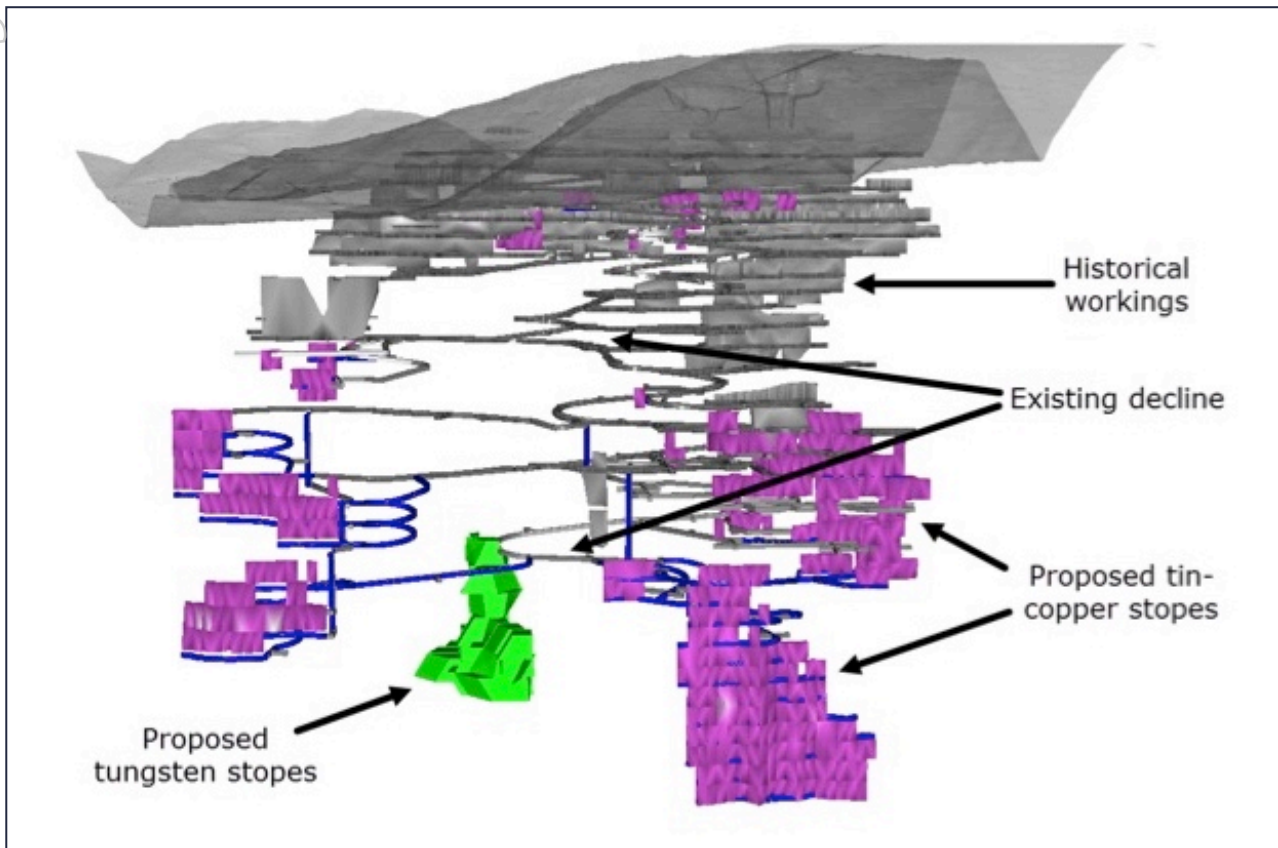 Historical
workings
Existing decline
Proposed tin-
copper stopes
Proposed
tungsten stopes